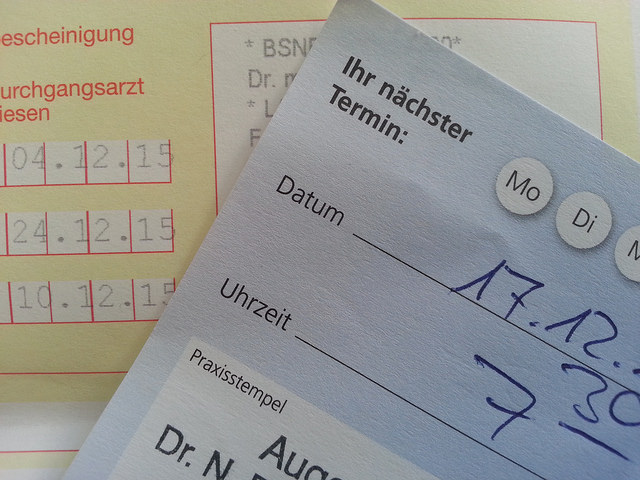 escheinigung
urchgangsarzt
iesen
04.12.15
24.12.15
10.12.15
* BSN
Dr.
*
Ihr nächster
Termin:
Mo Di
Datum 17.12.
Uhrzeit 7 30
Praxisstempel
Dr. N.